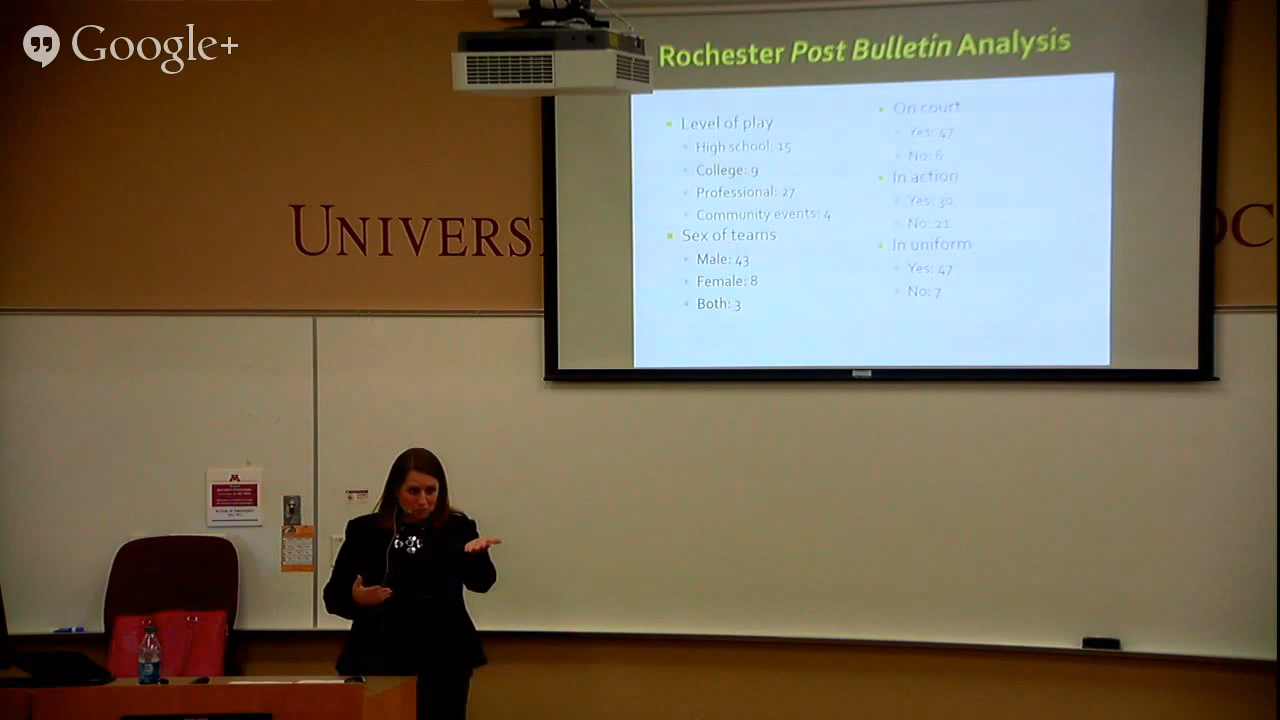 Google+
Rochester Post Bulletin Analysis
Level of play
High school: 15
College: 9
Professional: 27
Community events: 4
Sex of teams
Male: 43
Female: 8
Both: 3
On court
Yes: 47
No: 6
In action
Yes: 30
No: 21
In uniform
Yes: 47
No: 7
UNIVERSI
OC